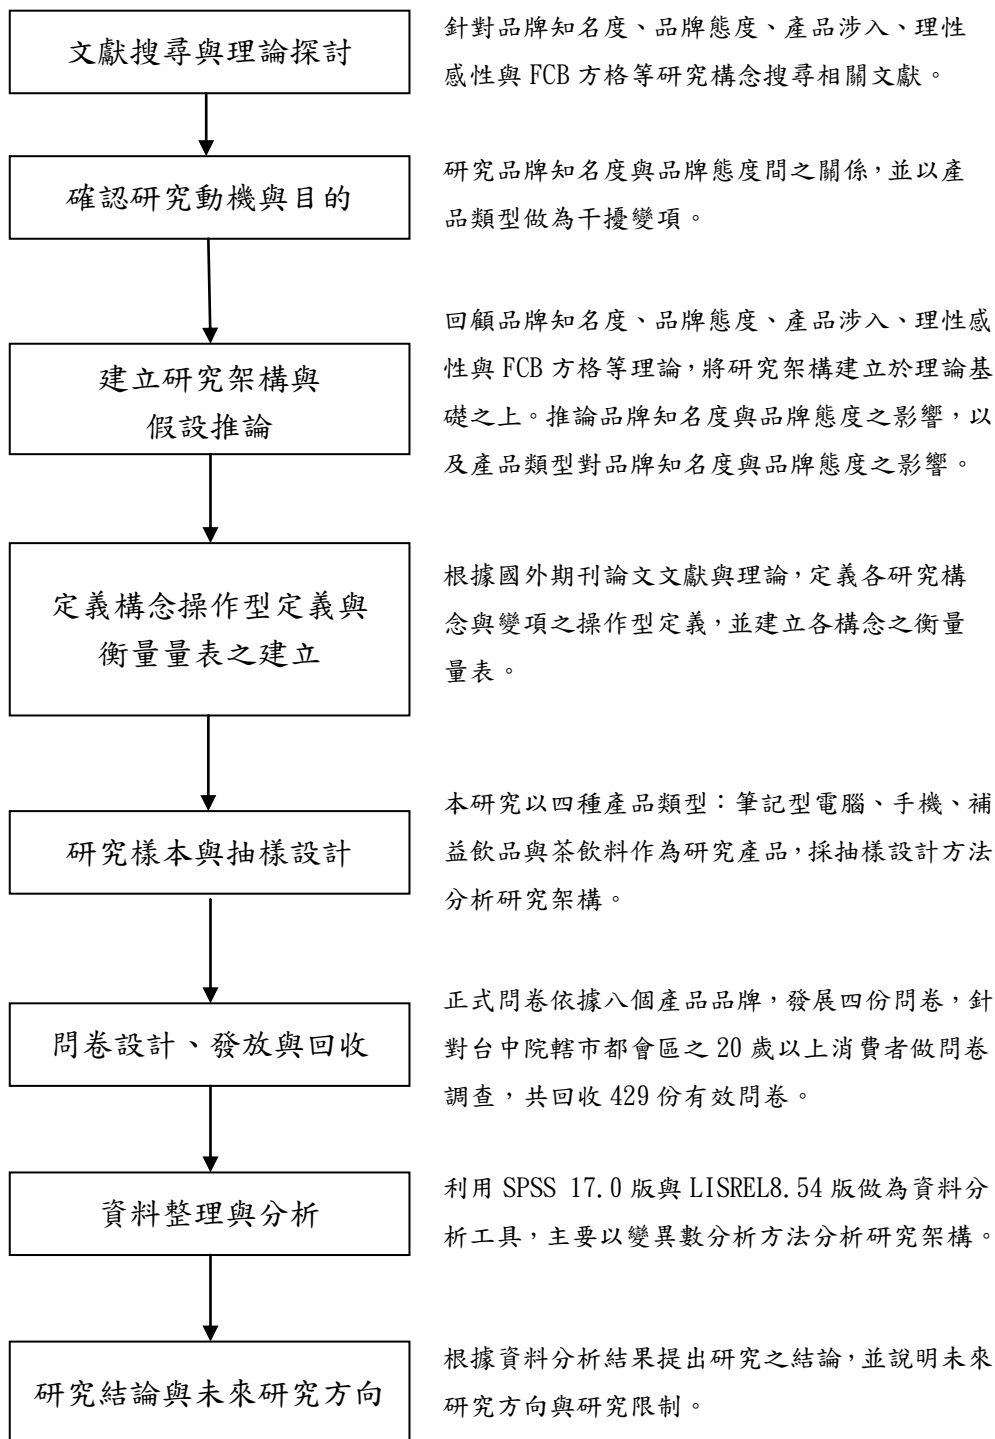 文獻搜尋與理論探討
針對品牌知名度、品牌態度、產品涉入、理性
感性與 FCB 方格等研究構念搜尋相關文獻。
確認研究動機與目的
研究品牌知名度與品牌態度間之關係，並以產
品類型做為干擾變項。
建立研究架構與
假設推論
回顧品牌知名度、品牌態度、產品涉入、理性感
性與 FCB 方格等理論，將研究架構建立於理論基
礎之上。推論品牌知名度與品牌態度之影響，以
及產品類型對品牌知名度與品牌態度之影響。
定義構念操作型定義與
衡量量表之建立
根據國外期刊論文文獻與理論，定義各研究構
念與變項之操作型定義，並建立各構念之衡量
量表。
研究樣本與抽樣設計
本研究以四種產品類型：筆記型電腦、手機、補
益飲品與茶飲料作為研究產品，採抽樣設計方法
分析研究架構。
問卷設計、發放與回收
正式問卷依據八個產品品牌，發展四份問卷，針
對台中院轄市都會區之 20 歲以上消費者做問卷
調查，共回收 429 份有效問卷。
資料整理與分析
利用 SPSS 17.0 版與 LISREL8.54 版做為資料分
析工具，主要以變異數分析方法分析研究架構。
研究結論與未來研究方向
根據資料分析結果提出研究之結論，並說明未來
研究方向與研究限制。